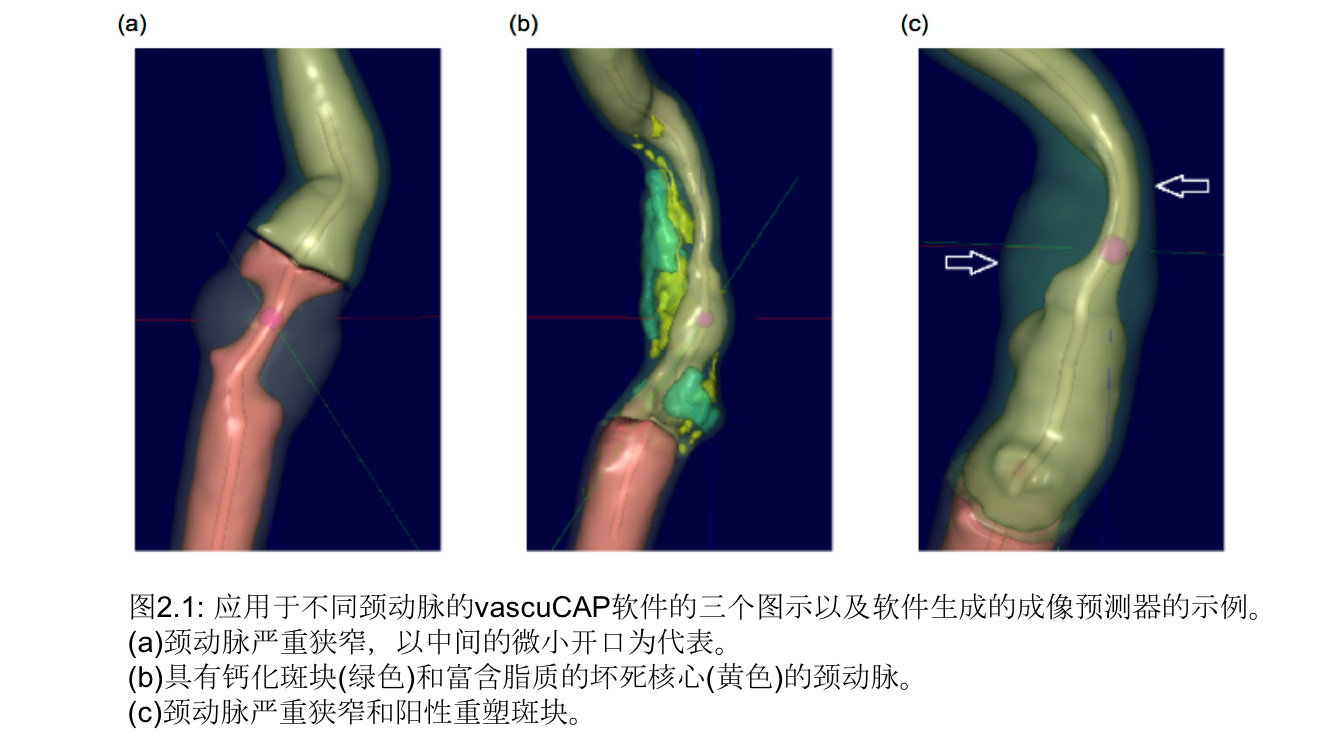 (a) (b) (c)
图2.1: 应用于不同颈动脉的vascuCAP软件的三个图示以及软件生成的成像预测器的示例。
(a)颈动脉严重狭窄，以中间的微小开口为代表。
(b)具有钙化斑块(绿色)和富含脂质的坏死核心(黄色)的颈动脉。
(c)颈动脉严重狭窄和阳性重塑斑块。